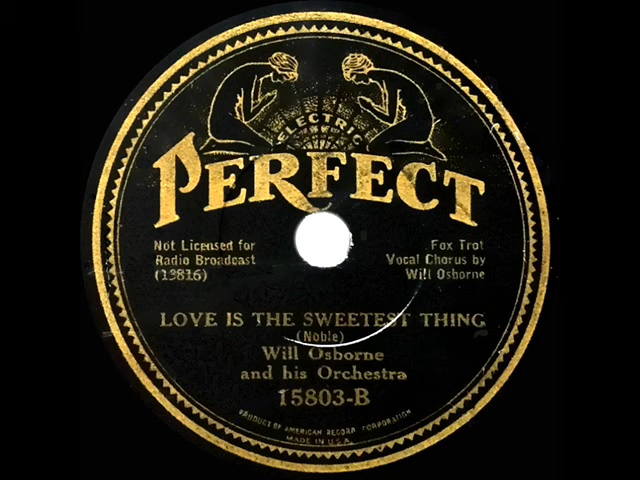 ELECTRIC
PERFECT
Not Licensed for
Radio Broadcast
(13816)
Fox Trot
Vocal Chorus by
Will Osborne
LOVE IS THE SWEETEST THING
(Noble)
Will Osborne
and his Orchestra
15803-B
PRODUCT OF AMERICAN RECORD CORPORATION
MADE IN U.S.A.